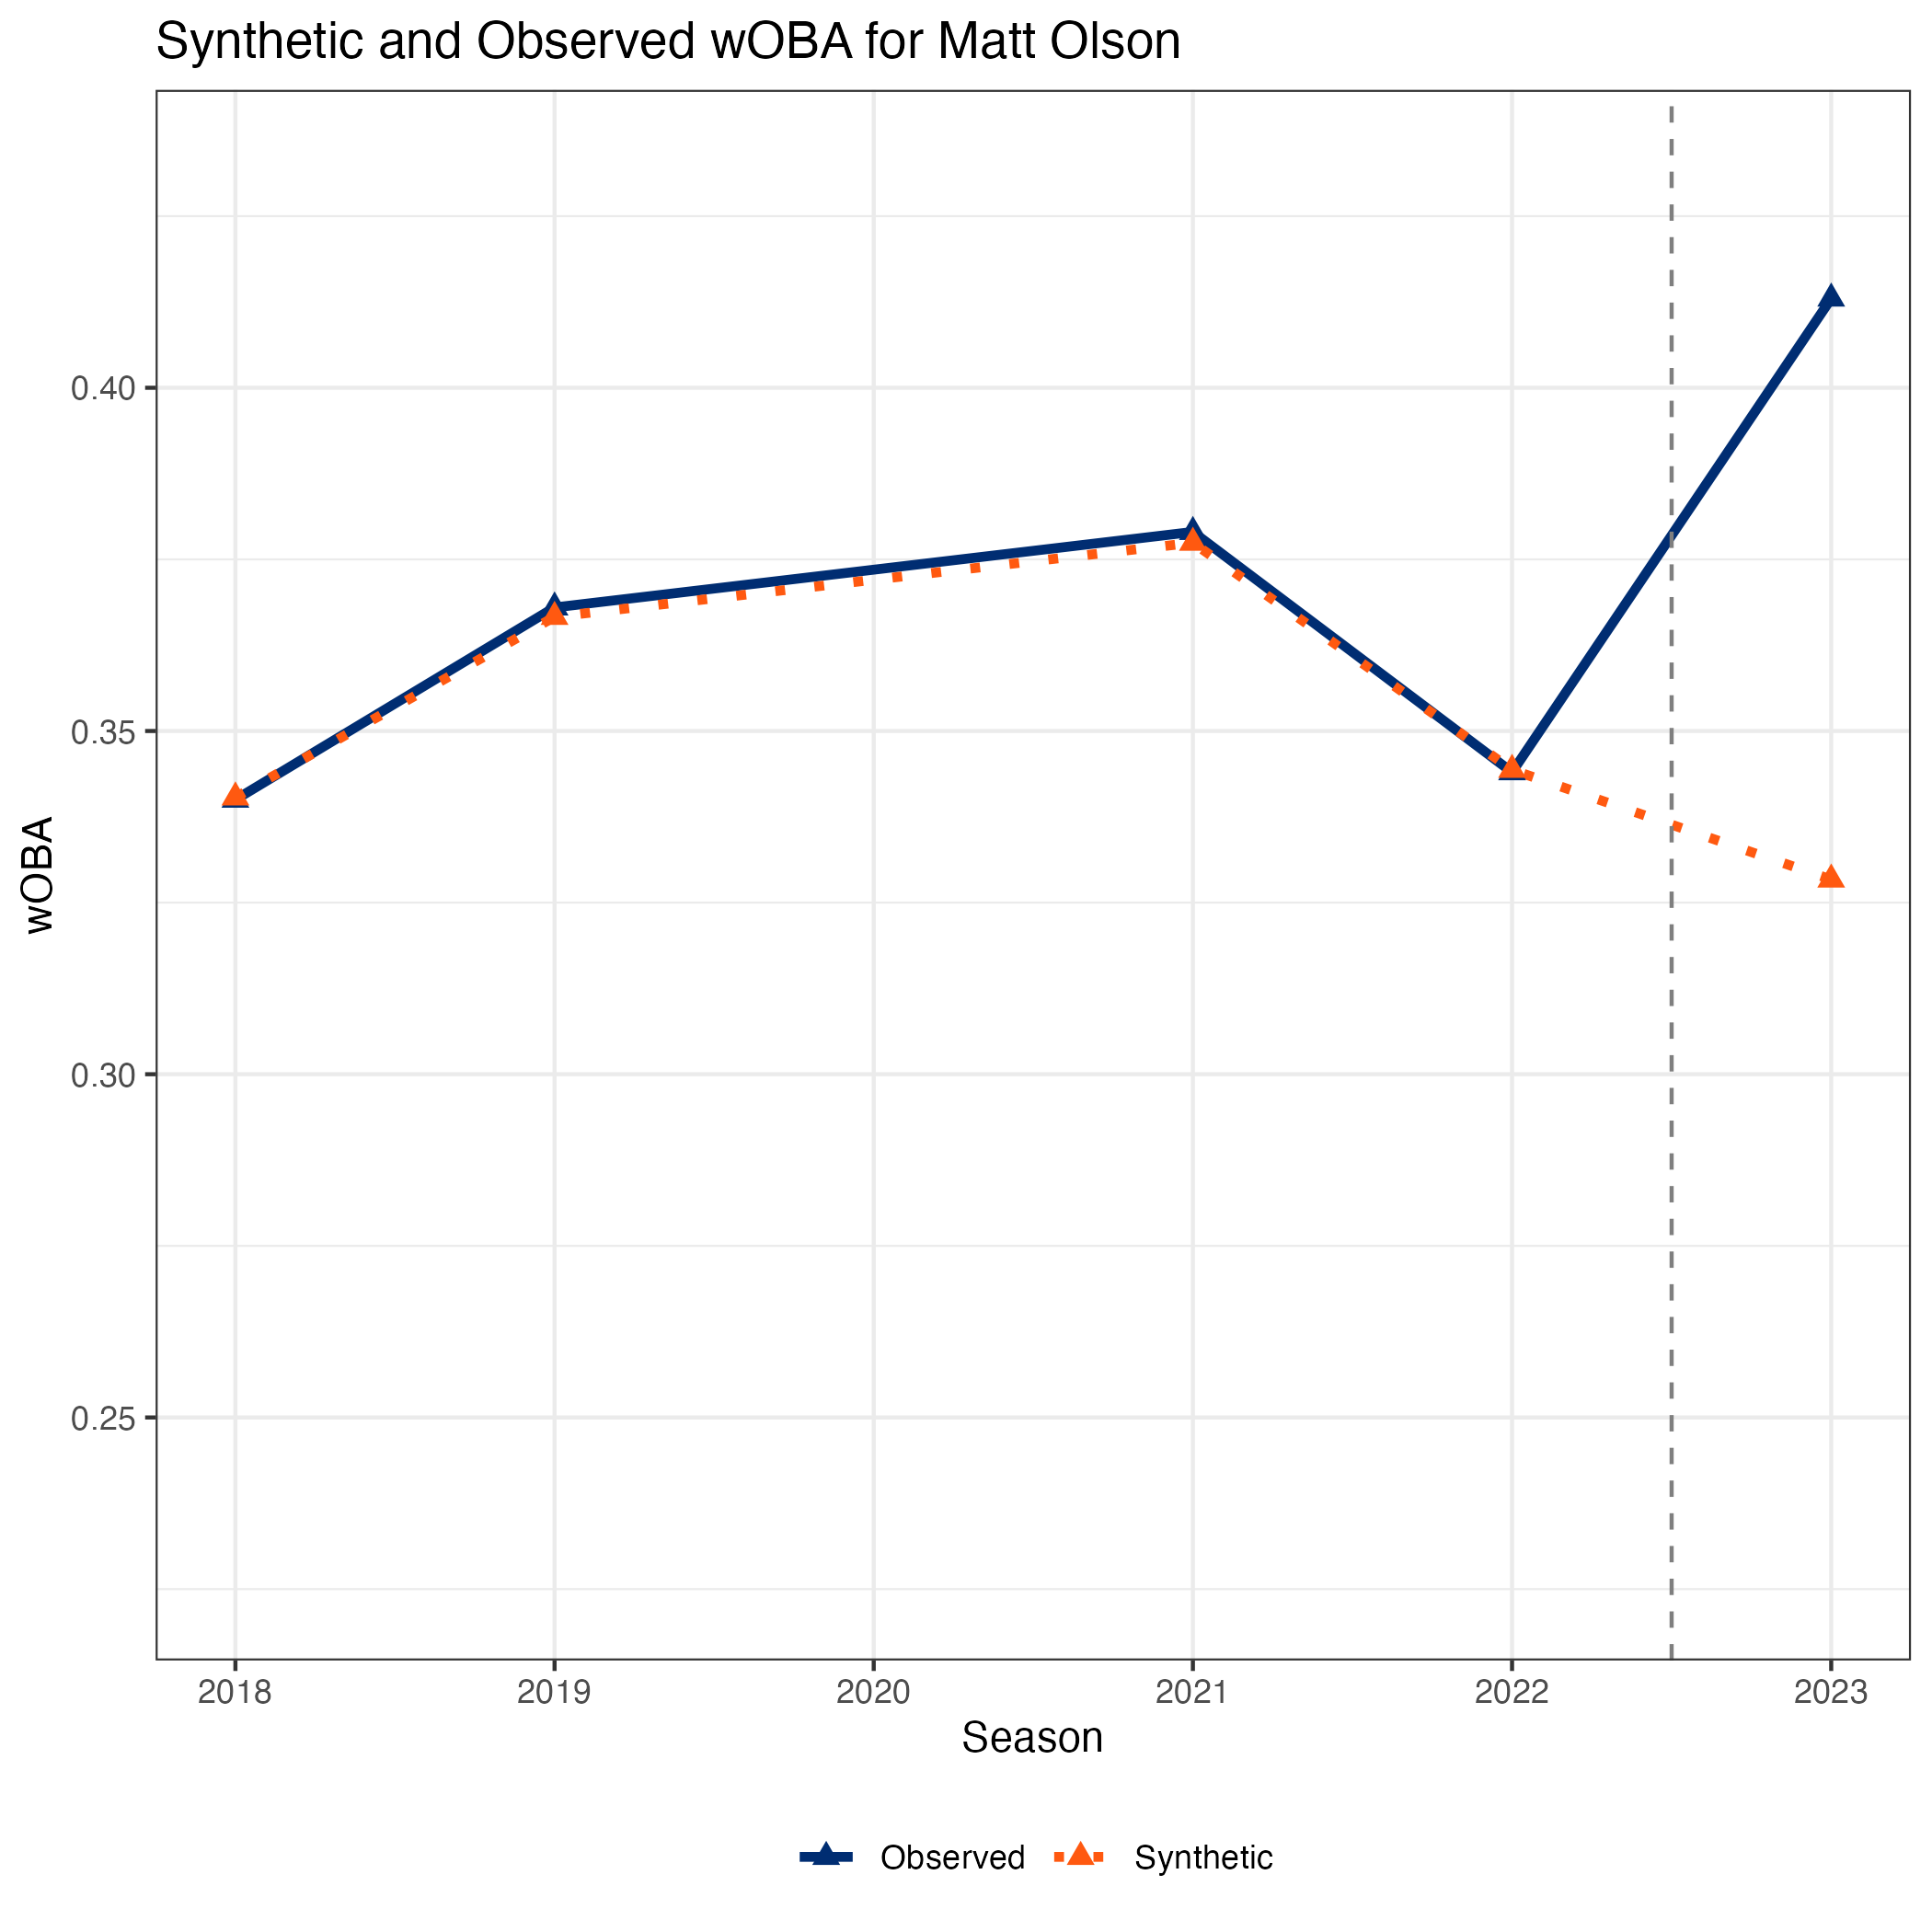 Synthetic and Observed wOBA for Matt Olson
wOBA
0.40
0.35
0.30
0.25
2018 2019 2020 2021 2022 2023
Season
Observed Synthetic